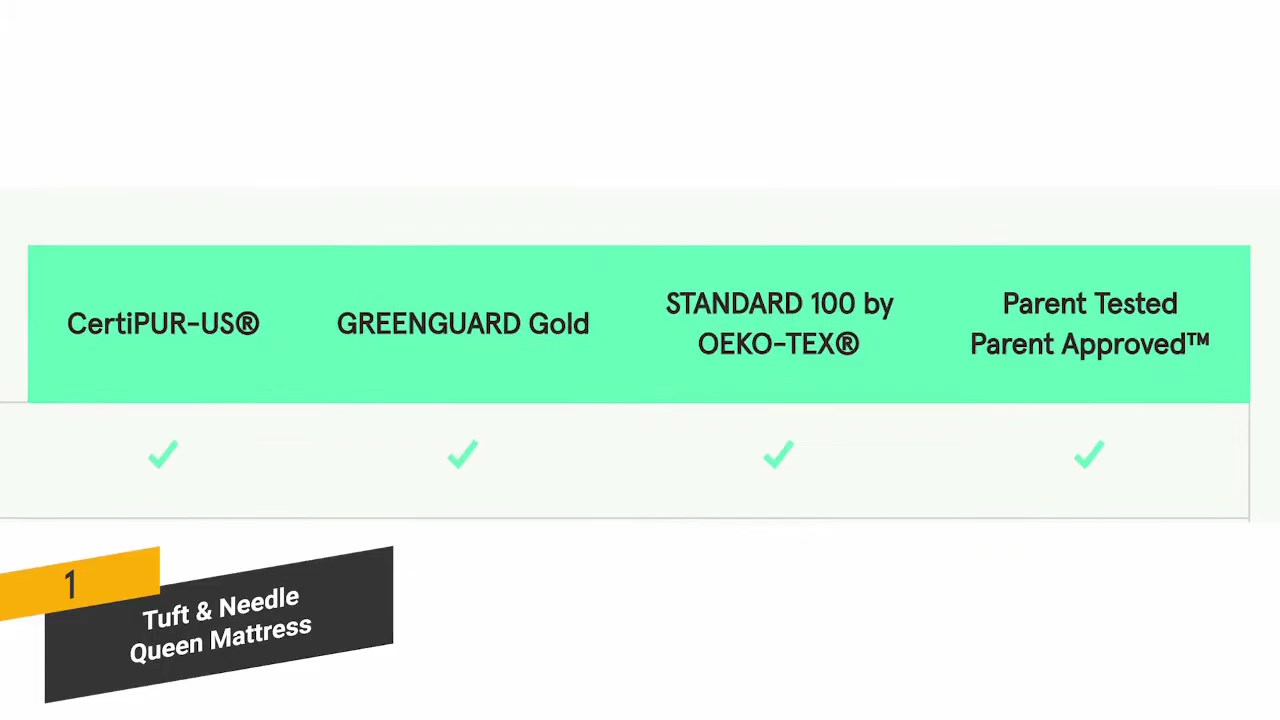 CertiPUR-US®
GREENGUARD Gold
STANDARD 100 by
OEKO-TEX®
Parent Tested
Parent Approved™
1
Tuft & Needle
Queen Mattress